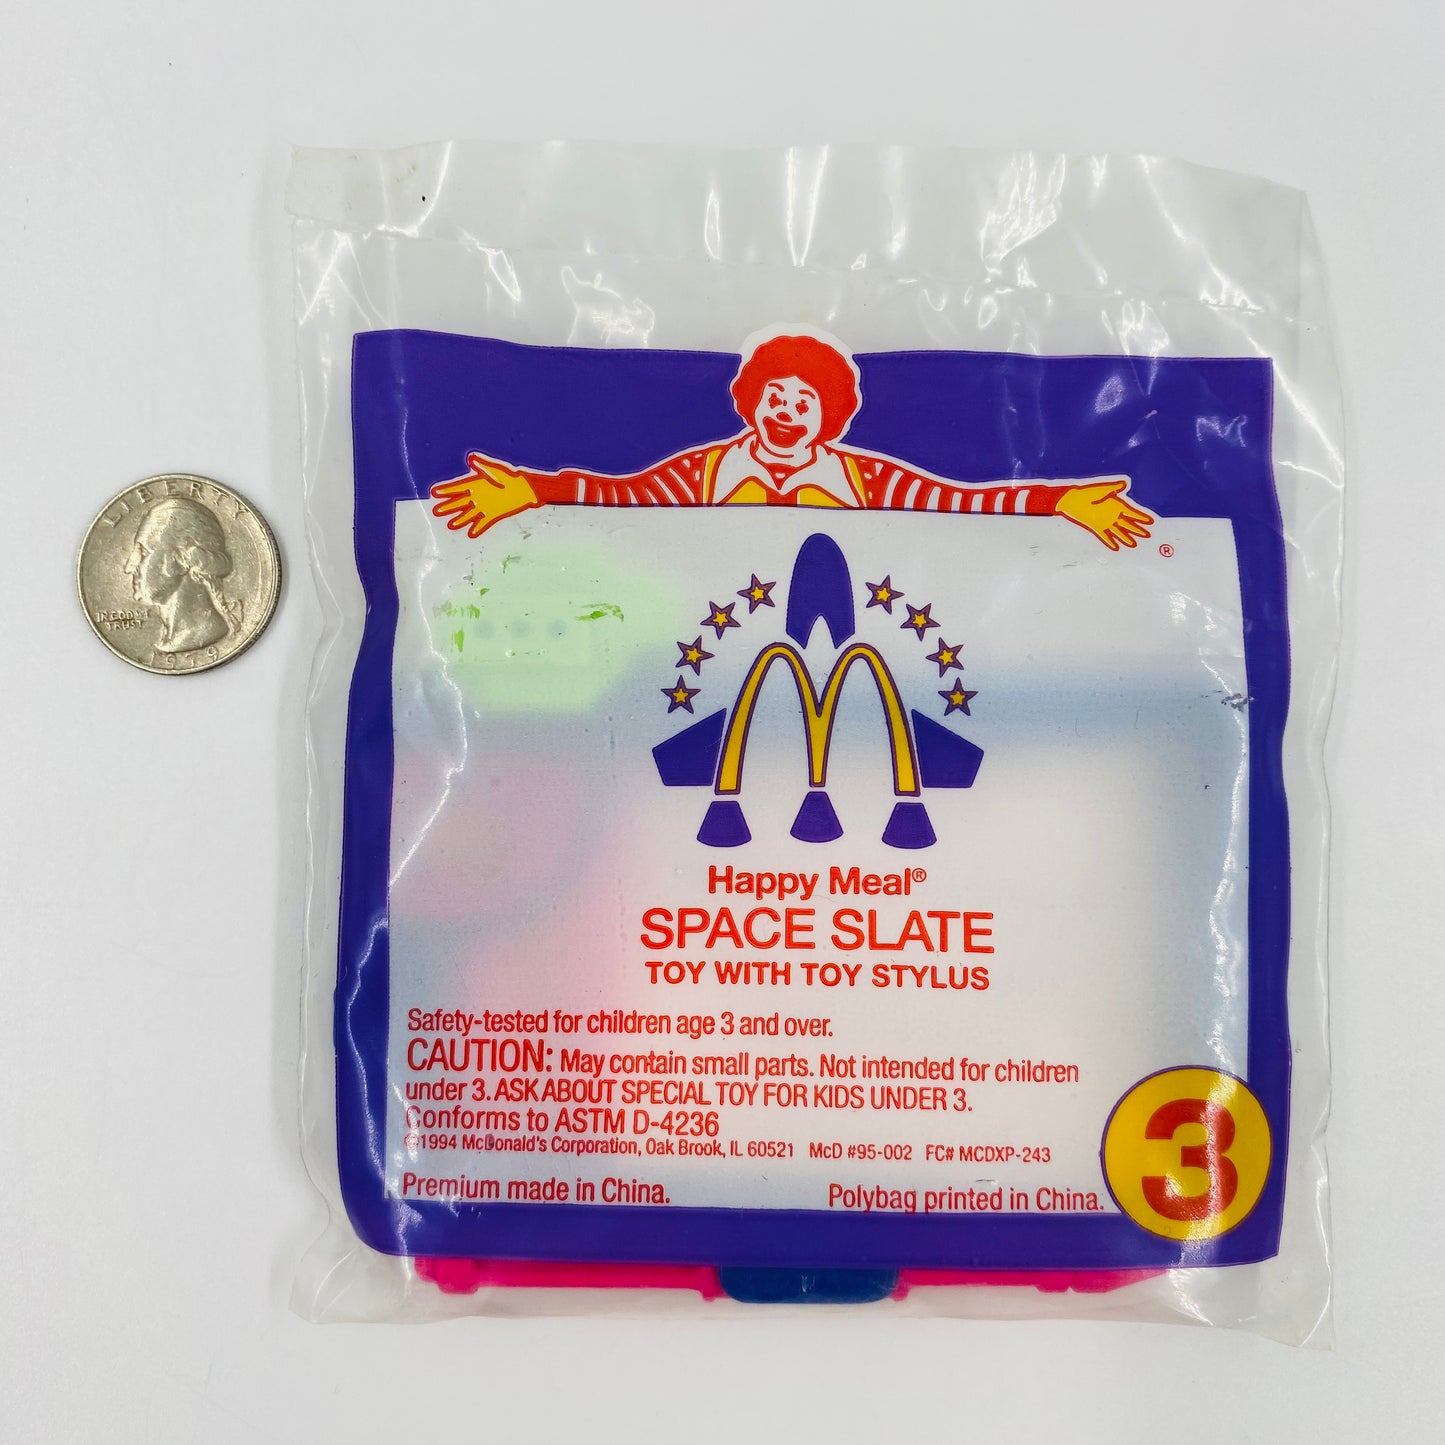 LIBERTY
IN GOD WE
TRUST
1979
®
Happy Meal®
SPACE SLATE
TOY WITH TOY STYLUS
Safety-tested for children age 3 and over.
CAUTION: May contain small parts. Not intended for children
under 3. ASK ABOUT SPECIAL TOY FOR KIDS UNDER 3.
Conforms to ASTM D-4236
©1994 McDonald's Corporation, Oak Brook, IL 60521 McD #95-002 FC# MCDXP-243
Premium made in China. Polybag printed in China.
3